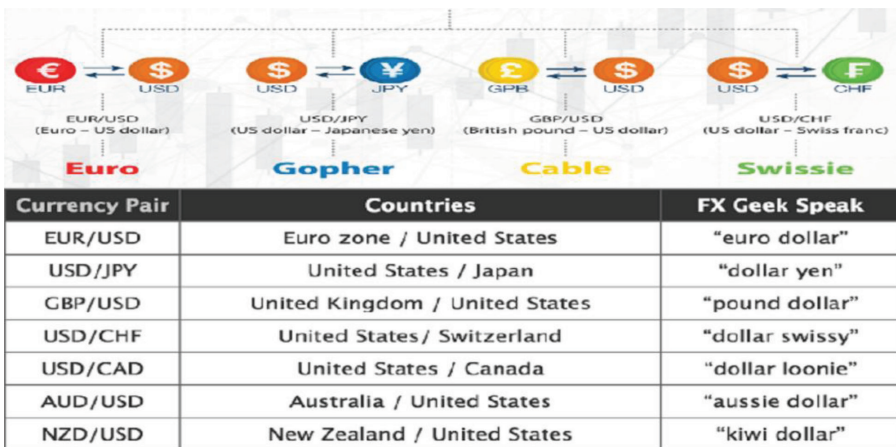 € $ $ ¥ £ $ $ ₣
EUR USD USD JPY GPB USD USD CHF
EUR/USD USD/JPY GBP/USD USD/CHF
(Euro – US dollar) (US dollar – Japanese yen) (British pound – US dollar) (US dollar – Swiss franc)
Euro Gopher Cable Swissie
Currency Pair Countries FX Geek Speak
EUR/USD Euro zone / United States “euro dollar”
USD/JPY United States / Japan “dollar yen”
GBP/USD United Kingdom / United States “pound dollar”
USD/CHF United States/ Switzerland “dollar swissy”
USD/CAD United States / Canada “dollar loonie”
AUD/USD Australia / United States “aussie dollar”
NZD/USD New Zealand / United States “kiwi dollar”